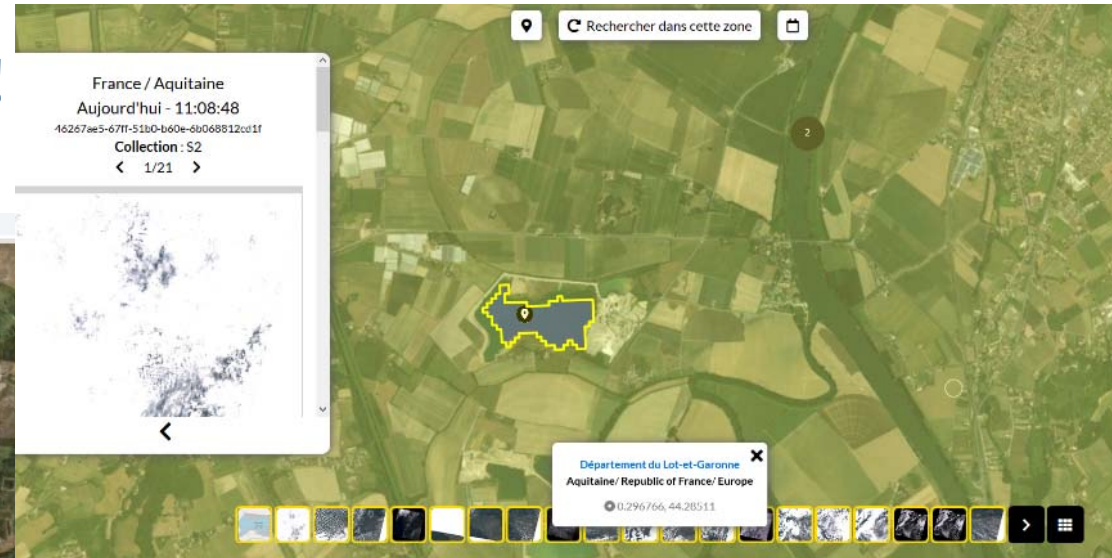 Rechercher dans cette zone
France / Aquitaine
Aujourd'hui - 11:08:48
46267ae5-67ff-51b0-b60e-6b068812cd1f
Collection : S2
1/21
2
Département du Lot-et-Garonne
Aquitaine/ Republic of France/ Europe
0.296766, 44.28511